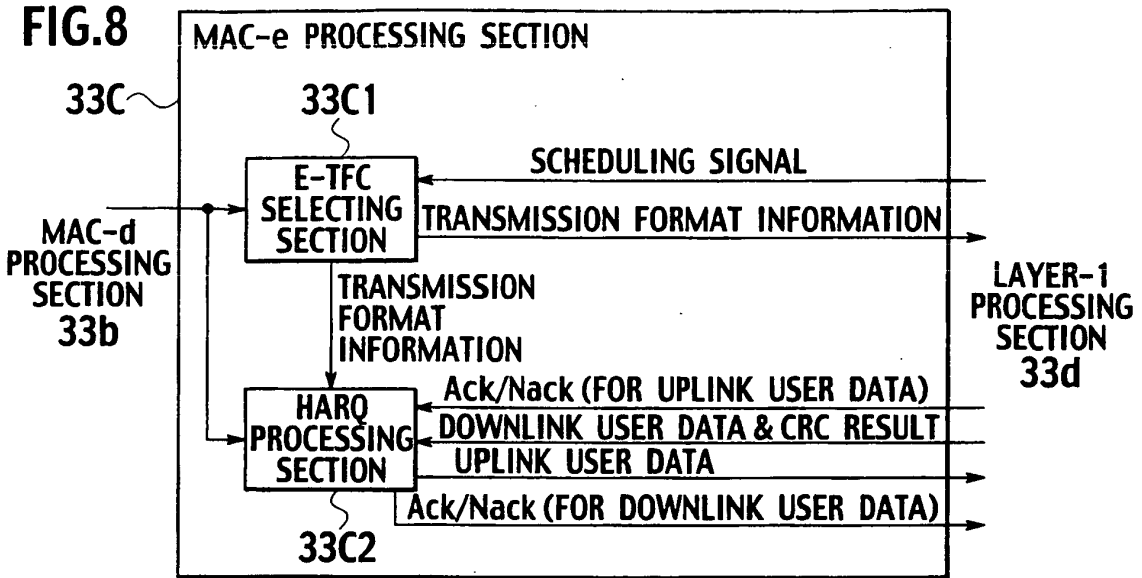 FIG.8
MAC-e PROCESSING SECTION
33C
33C1
E-TFC
SELECTING
SECTION
SCHEDULING SIGNAL
TRANSMISSION FORMAT INFORMATION
MAC-d
PROCESSING
SECTION
33b
TRANSMISSION
FORMAT
INFORMATION
LAYER-1
PROCESSING
SECTION
33d
HARQ
PROCESSING
SECTION
Ack/Nack (FOR UPLINK USER DATA)
DOWNLINK USER DATA & CRC RESULT
UPLINK USER DATA
Ack/Nack (FOR DOWNLINK USER DATA)
33C2